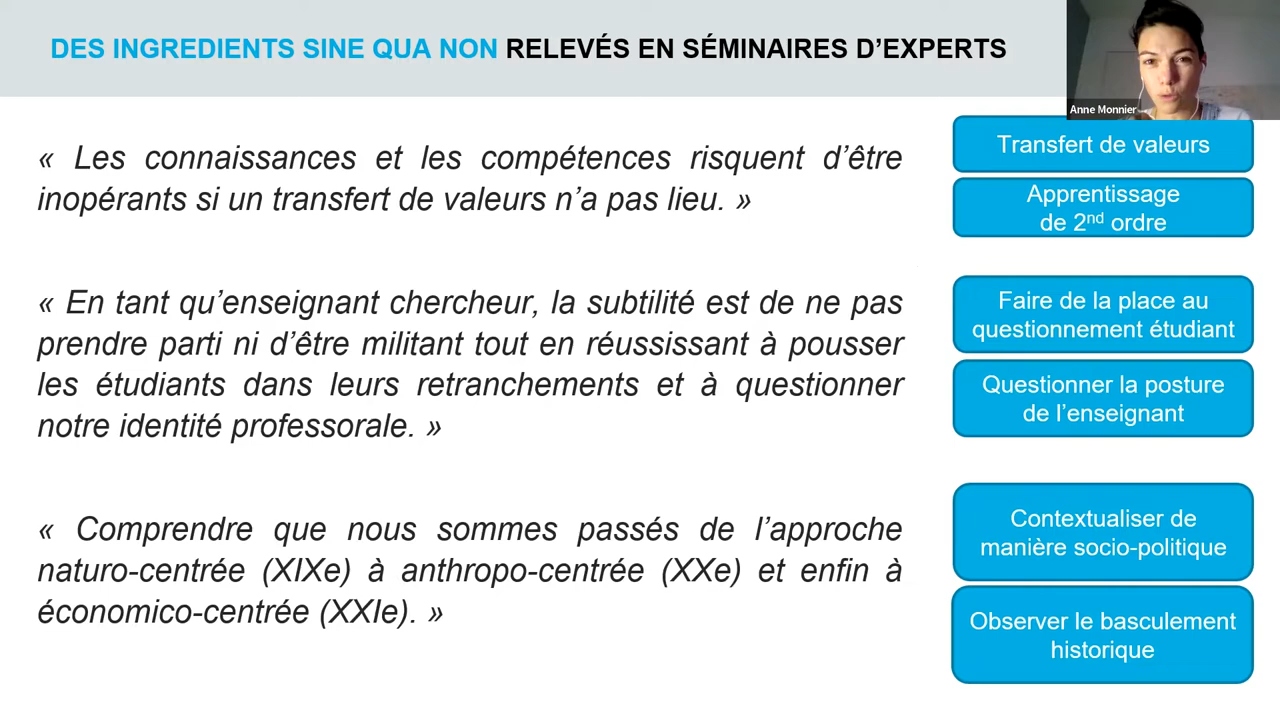 DES INGREDIENTS SINE QUA NON RELEVÉS EN SÉMINAIRES D’EXPERTS
Anne Monnier
« Les connaissances et les compétences risquent d’être
inopérants si un transfert de valeurs n’a pas lieu. »
Transfert de valeurs
Apprentissage
de 2nd ordre
« En tant qu’enseignant chercheur, la subtilité est de ne pas
prendre parti ni d’être militant tout en réussissant à pousser
les étudiants dans leurs retranchements et à questionner
notre identité professorale. »
Faire de la place au
questionnement étudiant
Questionner la posture
de l’enseignant
« Comprendre que nous sommes passés de l’approche
naturo-centrée (XIXe) à anthropo-centrée (XXe) et enfin à
économico-centrée (XXIe). »
Contextualiser de
manière socio-politique
Observer le basculement
historique